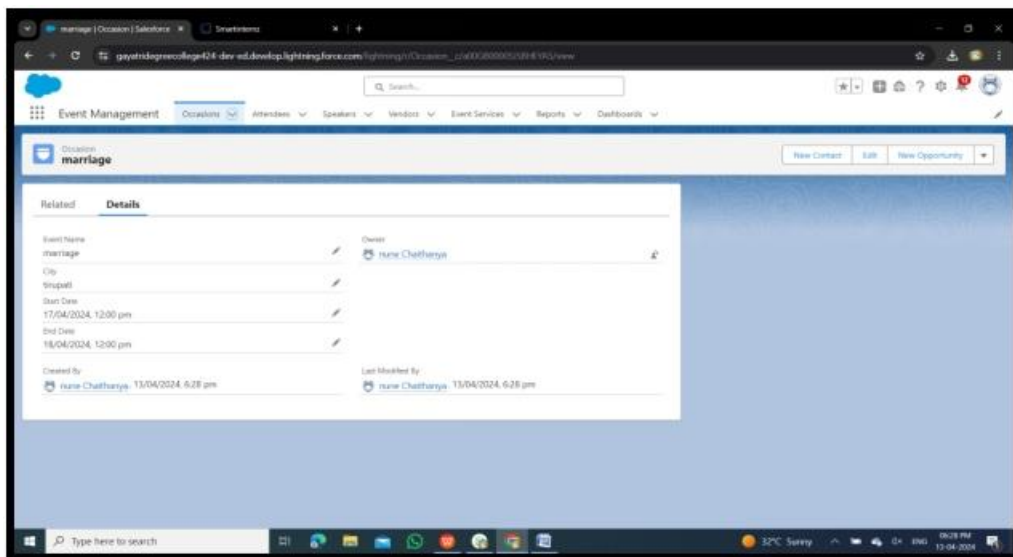 marriage | Occasion | Salesforce
Smartinternz
gayatridegreecollege424-dev-ed.develop.lightning.force.com
Search...
Event Management Occasions Attendees Speakers Vendors Event Services Reports Dashboards
Occasion
marriage
New Contact Edit New Opportunity
Related Details
Event Name
marriage
Owner
nune Chaithanya
City
tirupati
Start Date
17/04/2024, 12:00 pm
End Date
18/04/2024, 12:00 pm
Created By
nune Chaithanya, 13/04/2024, 6:28 pm
Last Modified By
nune Chaithanya, 13/04/2024, 6:28 pm
Type here to search
32°C Sunny
ENG
06:28 PM
13-04-2024